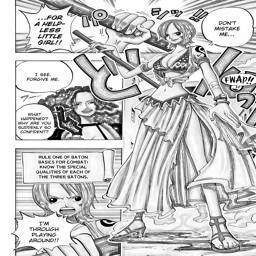 DON'T
MISTAKE
ME...
...FOR A
HELP-
LESS
LITTLE
GIRL!!
FWAP!!
I SEE.
FORGIVE ME.
WHAT
HAPPENED?
WHY ARE YOU
SUDDENLY SO
CONFIDENT?
RULE ONE OF BATON
BASICS FOR COMBAT:
KNOW THE SPECIAL
QUALITIES OF EACH OF
THE THREE BATONS.
I'M
THROUGH
PLAYING
AROUND!!